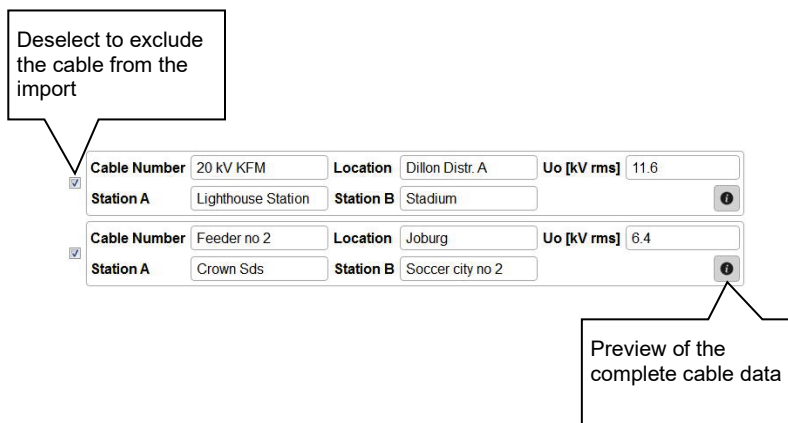 Deselect to exclude
the cable from the
import
Cable Number 20 kV KFM Location Dillon Distr. A Uo [kV rms] 11.6
Station A Lighthouse Station Station B Stadium
Cable Number Feeder no 2 Location Joburg Uo [kV rms] 6.4
Station A Crown Sds Station B Soccer city no 2
Preview of the
complete cable data